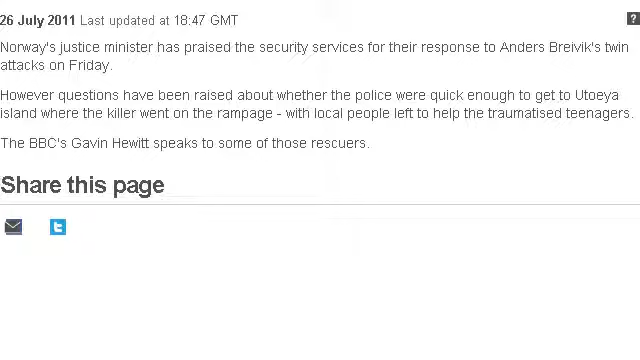 26 July 2011 Last updated at 18:47 GMT
?
Norway's justice minister has praised the security services for their response to Anders Breivik's twin
attacks on Friday.
However questions have been raised about whether the police were quick enough to get to Utoeya
island where the killer went on the rampage - with local people left to help the traumatised teenagers.
The BBC's Gavin Hewitt speaks to some of those rescuers.
Share this page
t